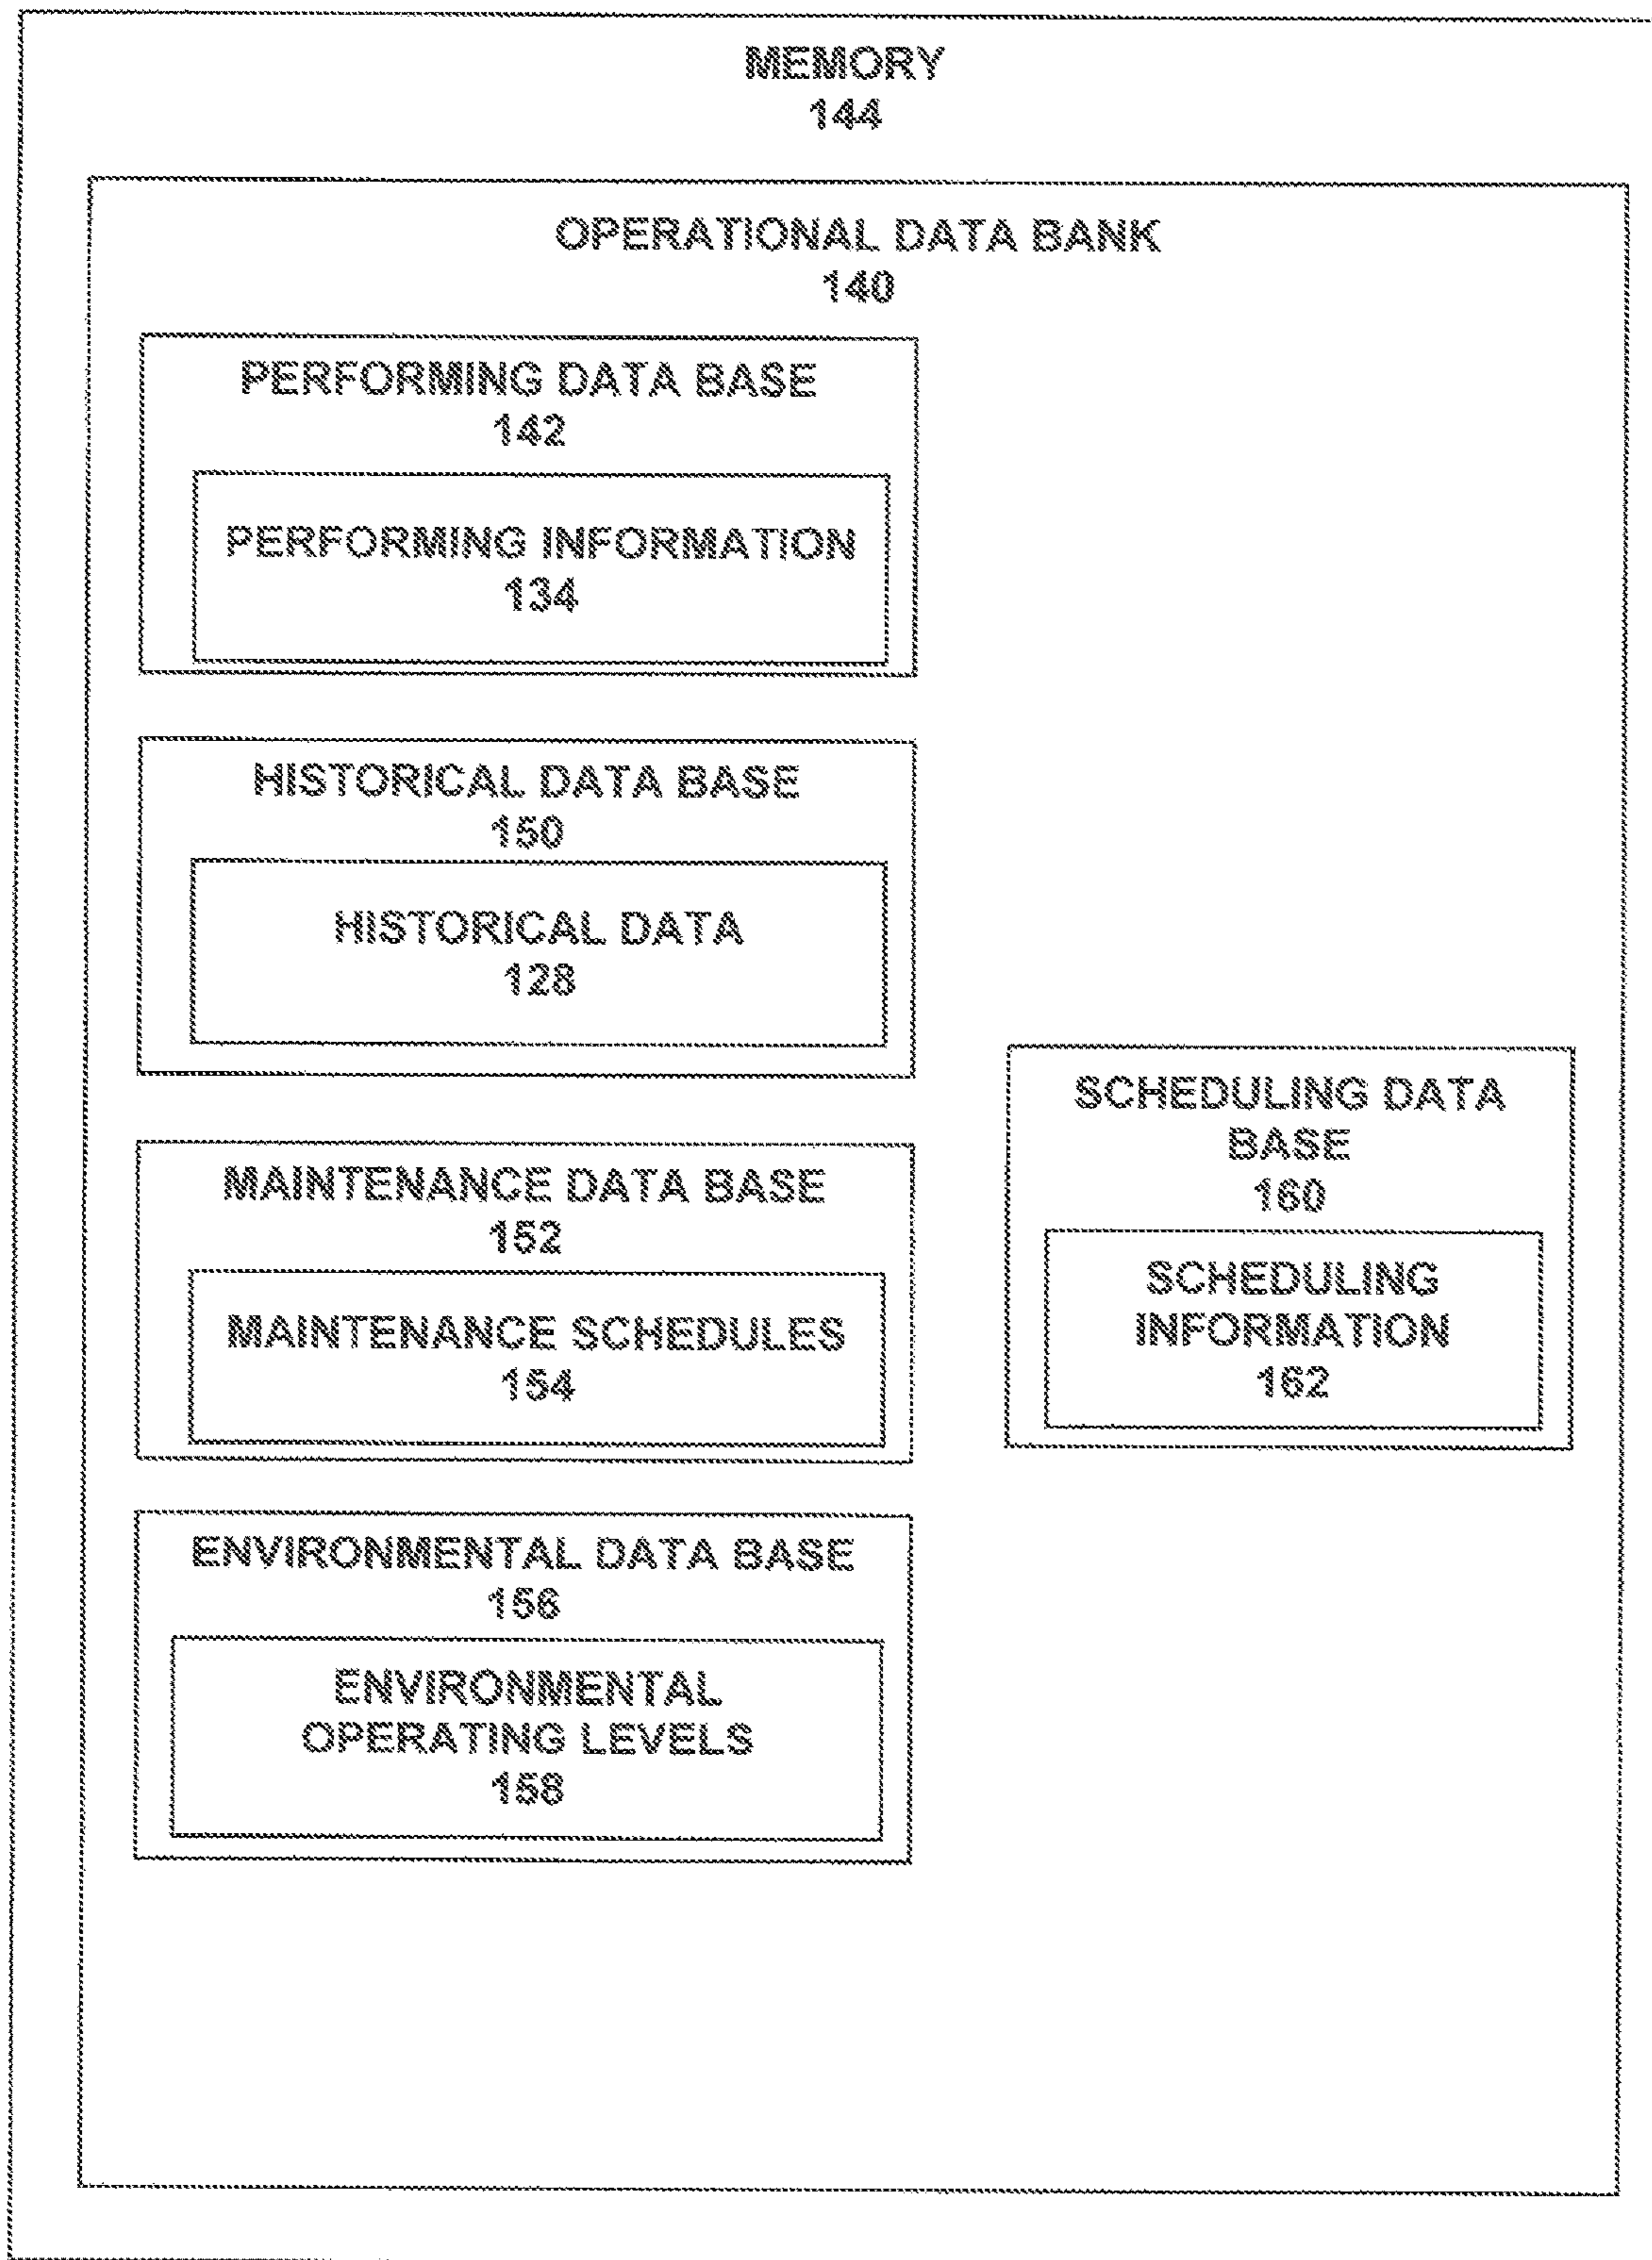 MEMORY
144
OPERATIONAL DATA BANK
140
PERFORMING DATA BASE
142
PERFORMING INFORMATION
134
HISTORICAL DATA BASE
150
HISTORICAL DATA
128
MAINTENANCE DATA BASE
152
MAINTENANCE SCHEDULES
154
ENVIRONMENTAL DATA BASE
156
ENVIRONMENTAL
OPERATING LEVELS
158
SCHEDULING DATA
BASE
160
SCHEDULING
INFORMATION
162